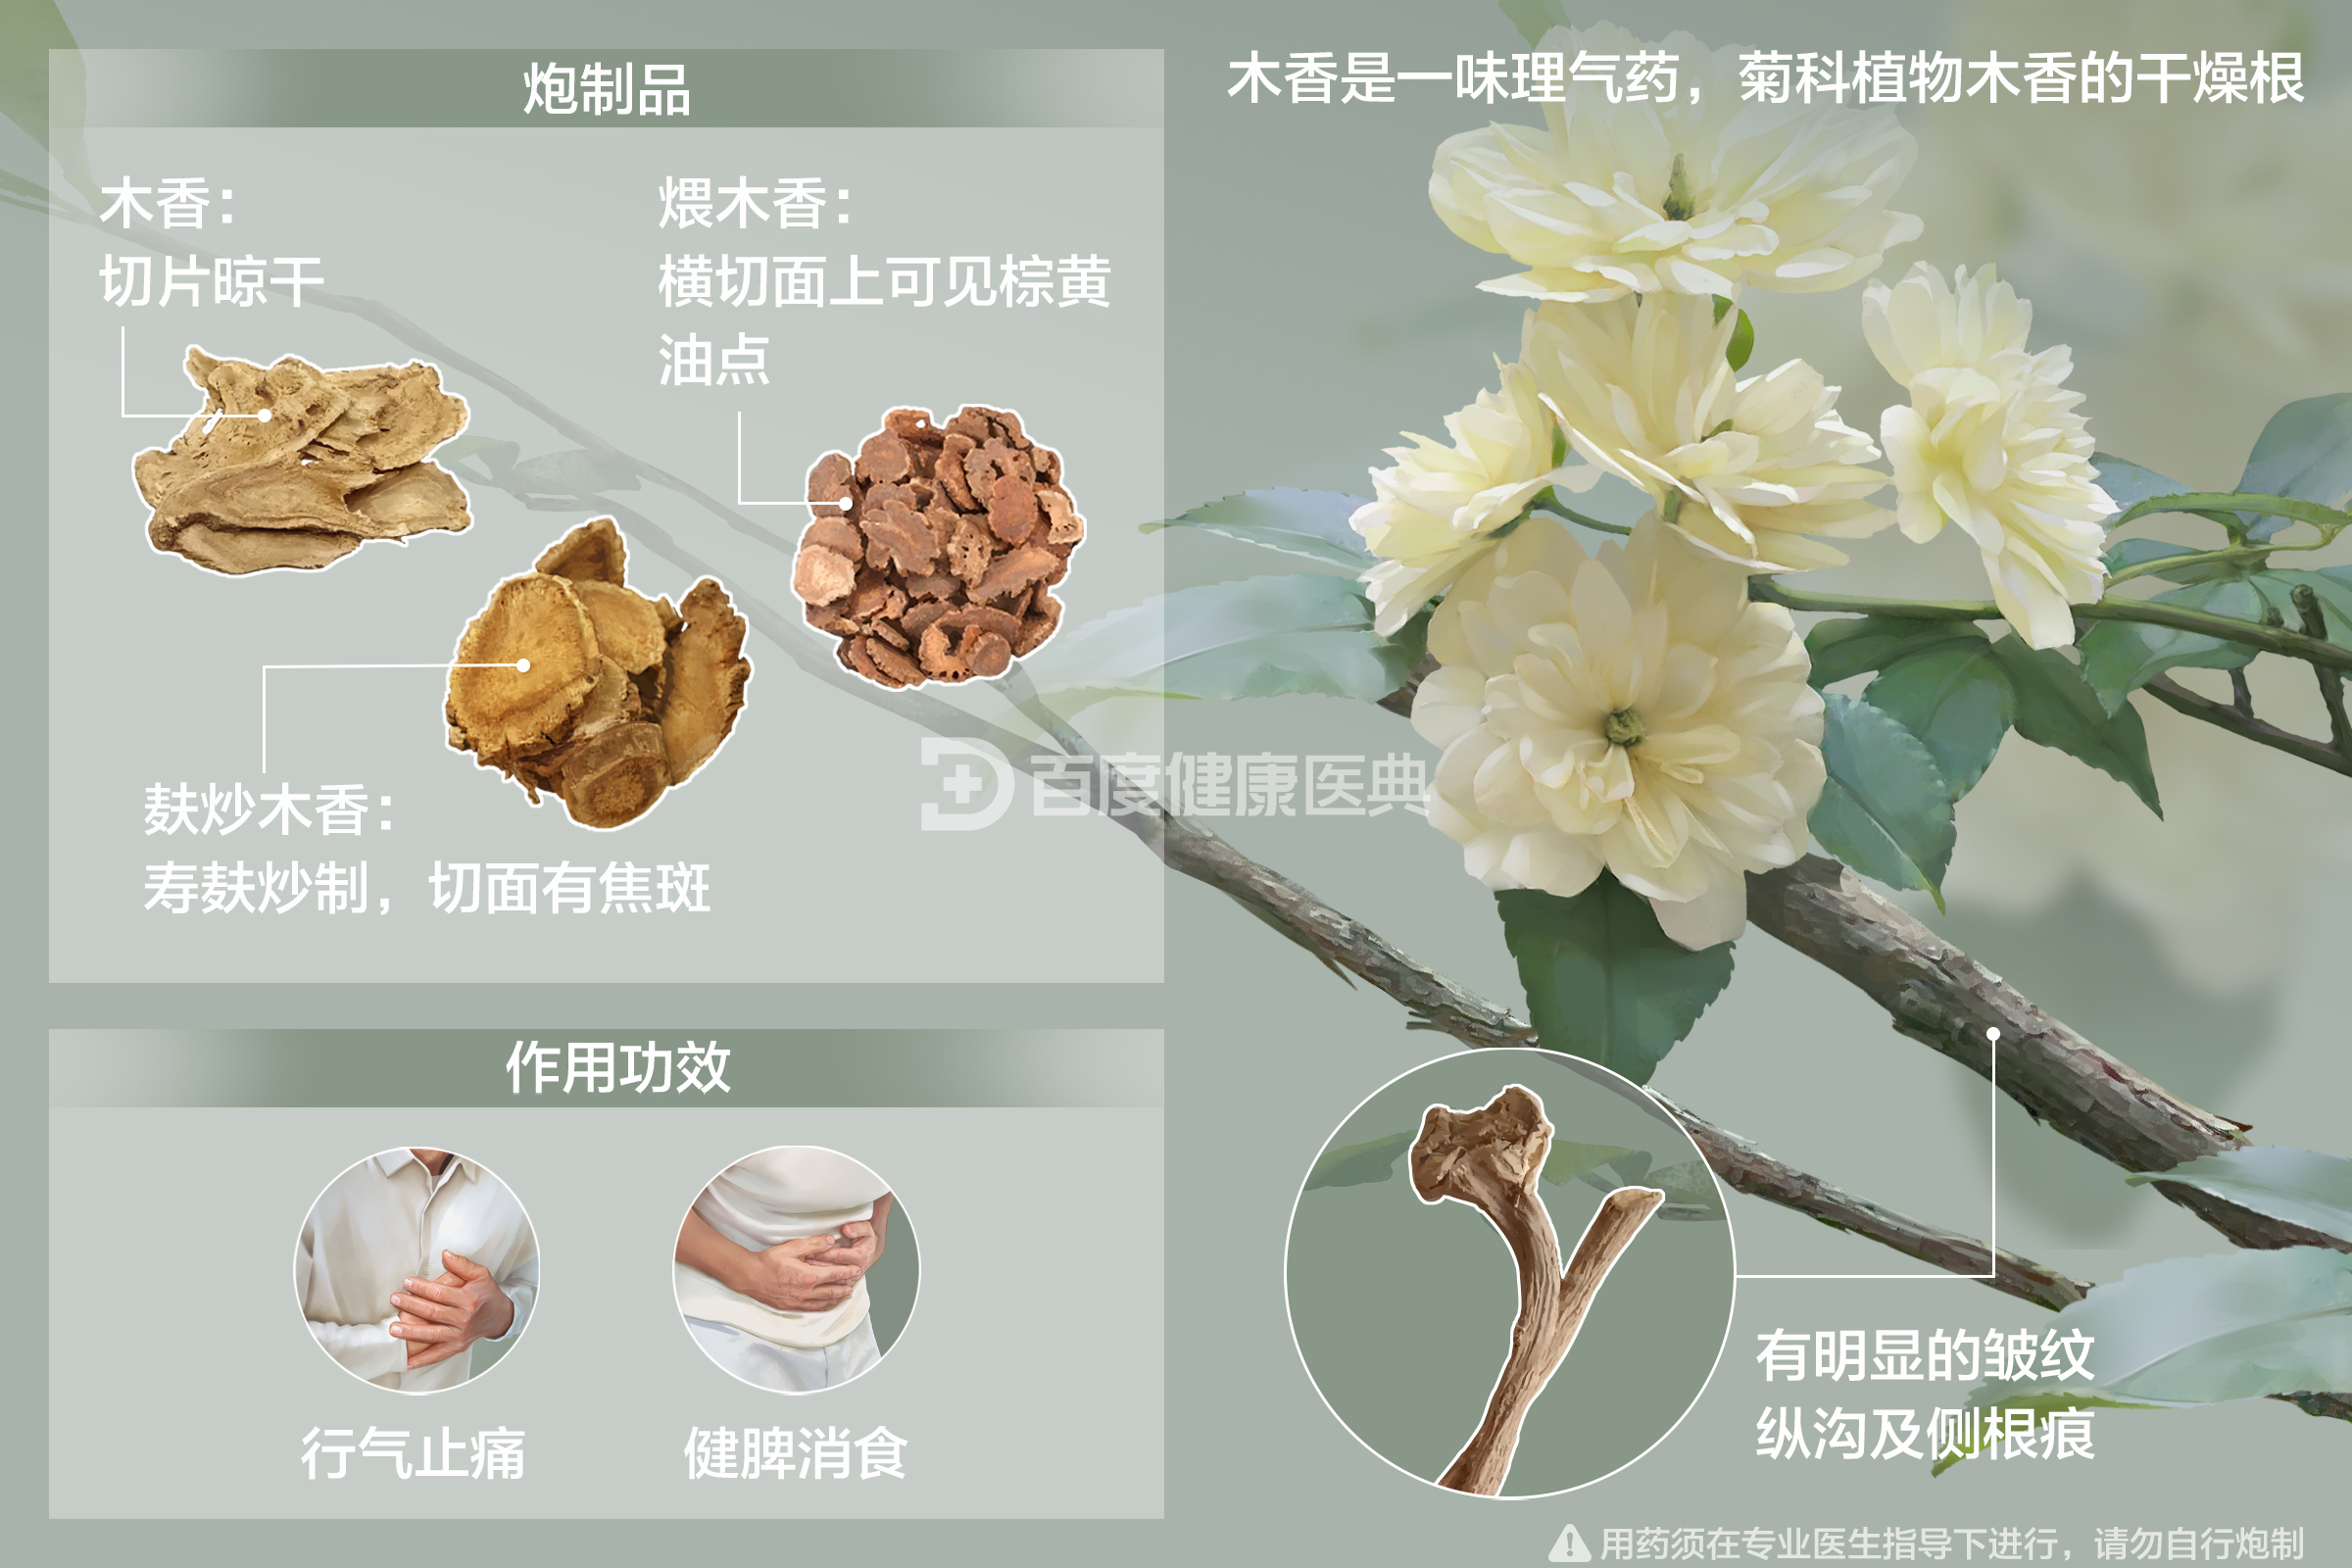 木香是一味理气药，菊科植物木香的干燥根
炮制品
木香：
切片晾干
煨木香：
横切面上可见棕黄
油点
麸炒木香：
寿麸炒制，切面有焦斑
百度健康医典
作用功效
行气止痛
健脾消食
有明显的皱纹
纵沟及侧根痕
用药须在专业医生指导下进行，请勿自行炮制